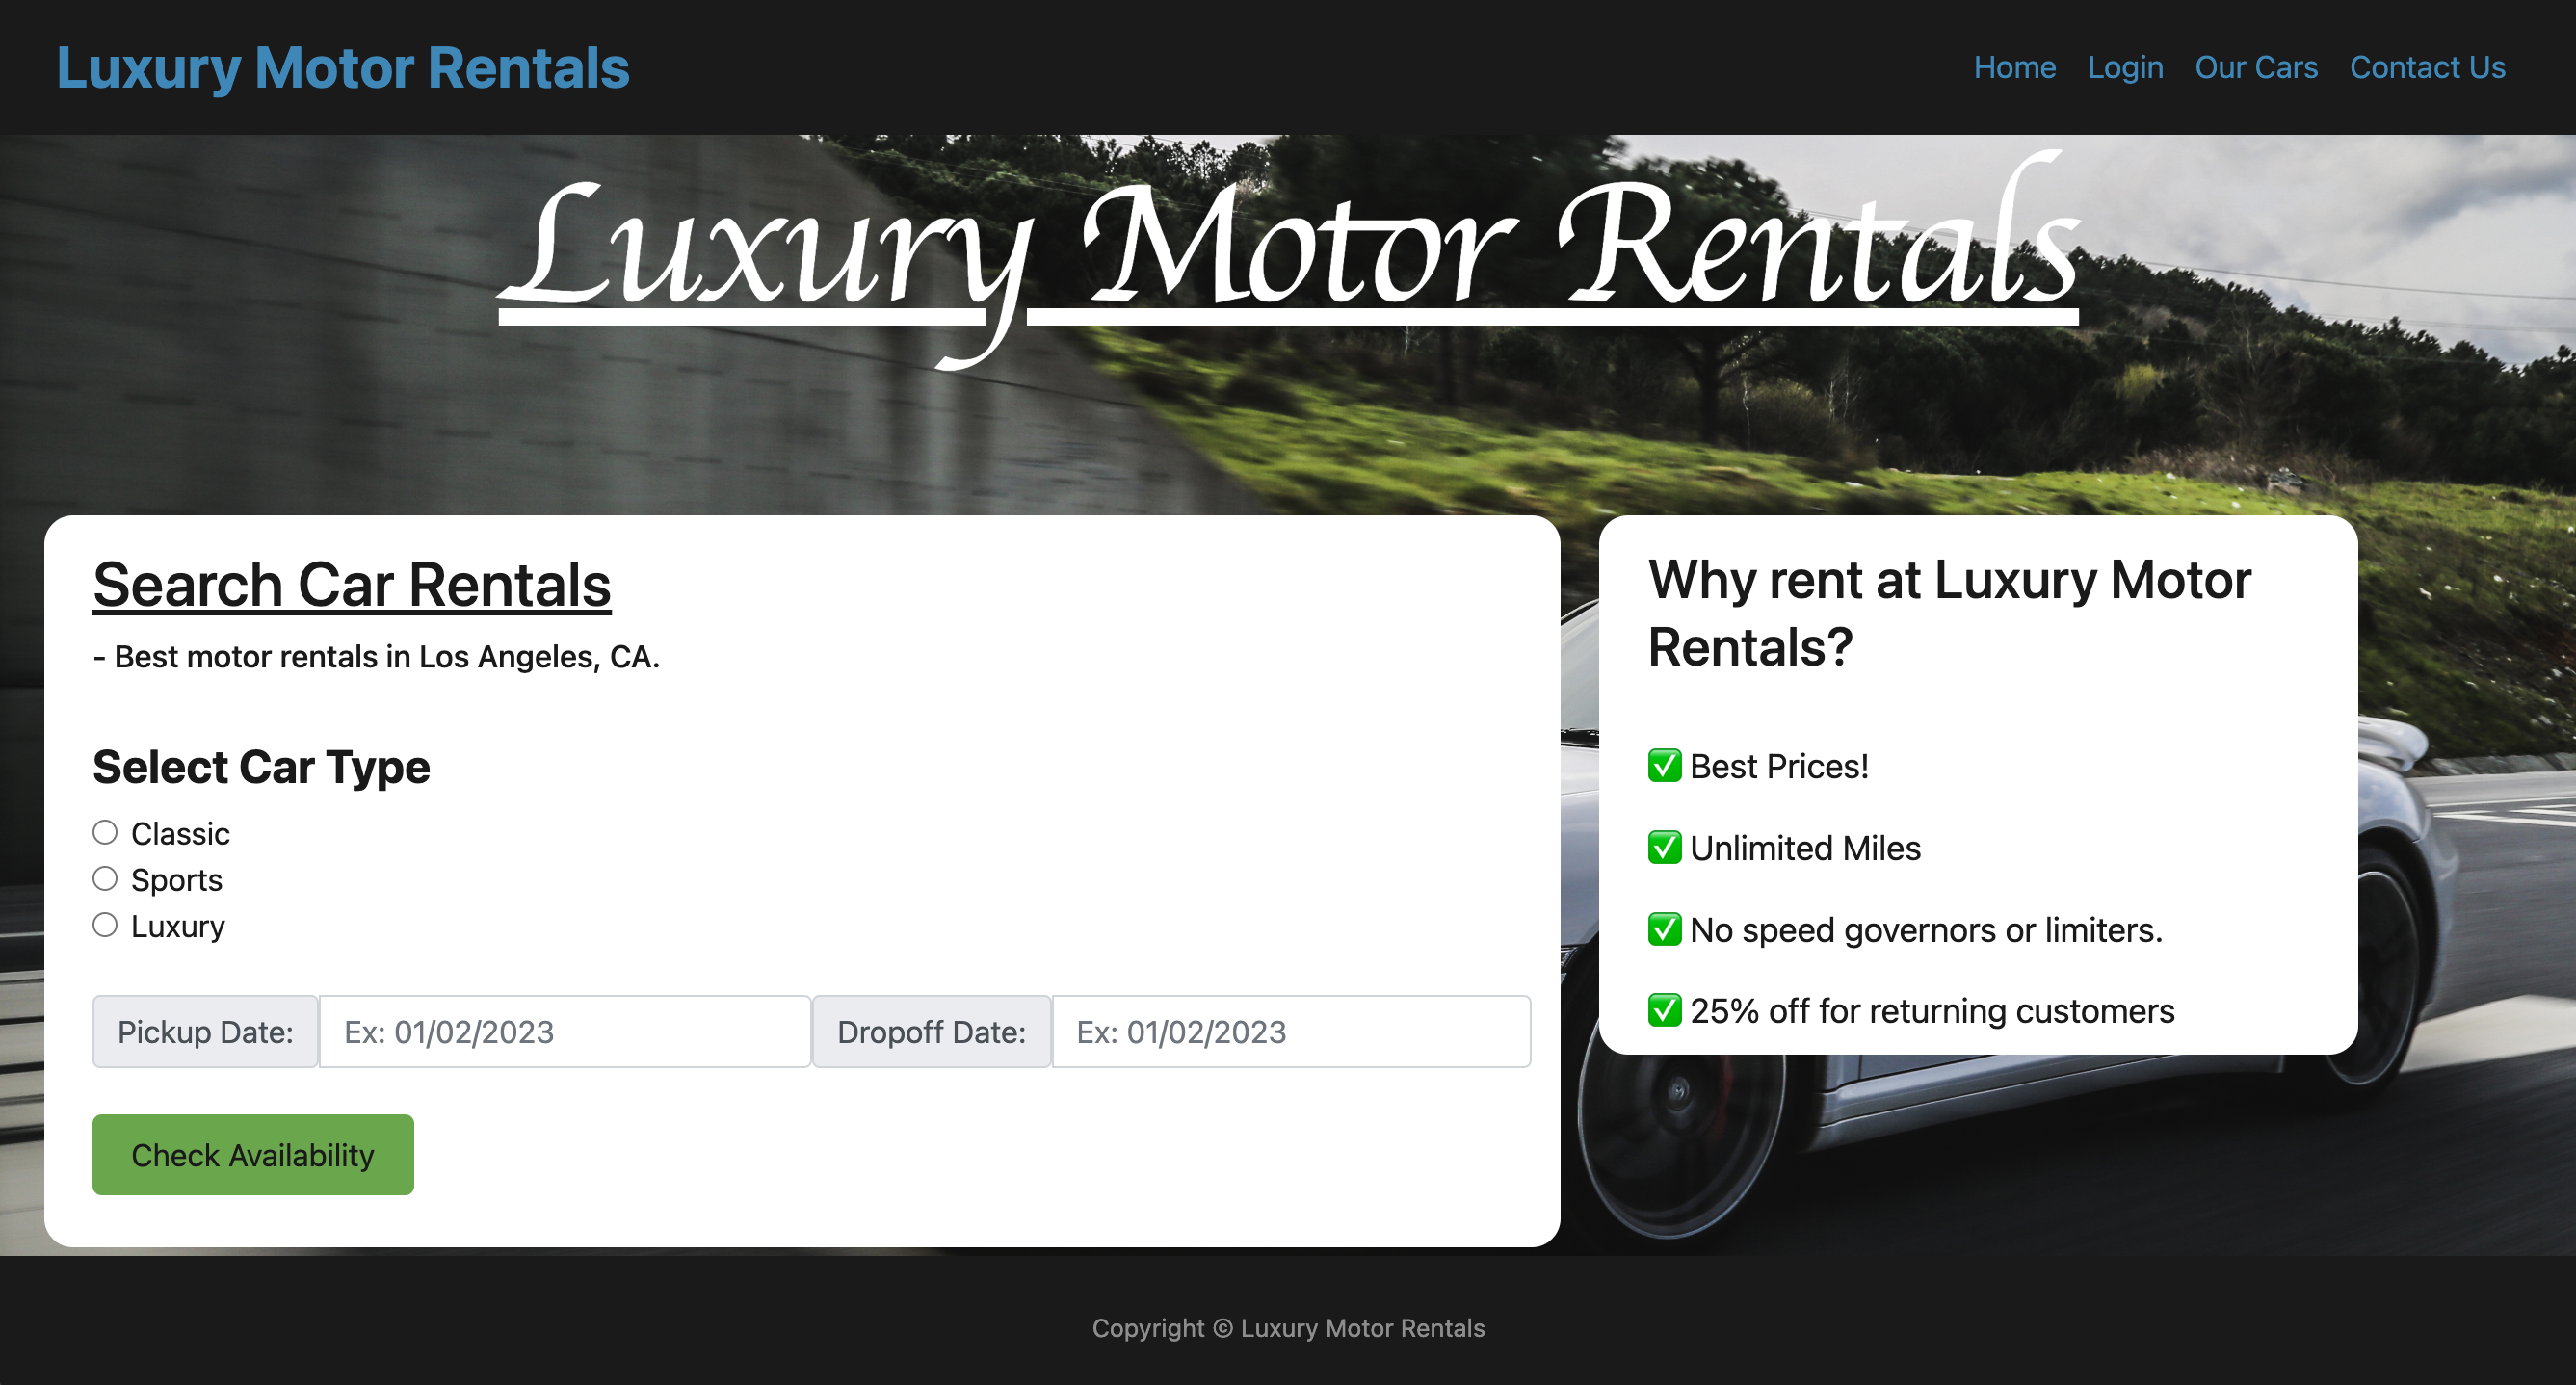 Luxury Motor Rentals
Home Login Our Cars Contact Us
Luxury Motor Rentals
Search Car Rentals
- Best motor rentals in Los Angeles, CA.
Select Car Type
Classic
Sports
Luxury
Pickup Date: Ex: 01/02/2023 Dropoff Date: Ex: 01/02/2023
Check Availability
Why rent at Luxury Motor
Rentals?
✅ Best Prices!
✅ Unlimited Miles
✅ No speed governors or limiters.
✅ 25% off for returning customers
Copyright © Luxury Motor Rentals